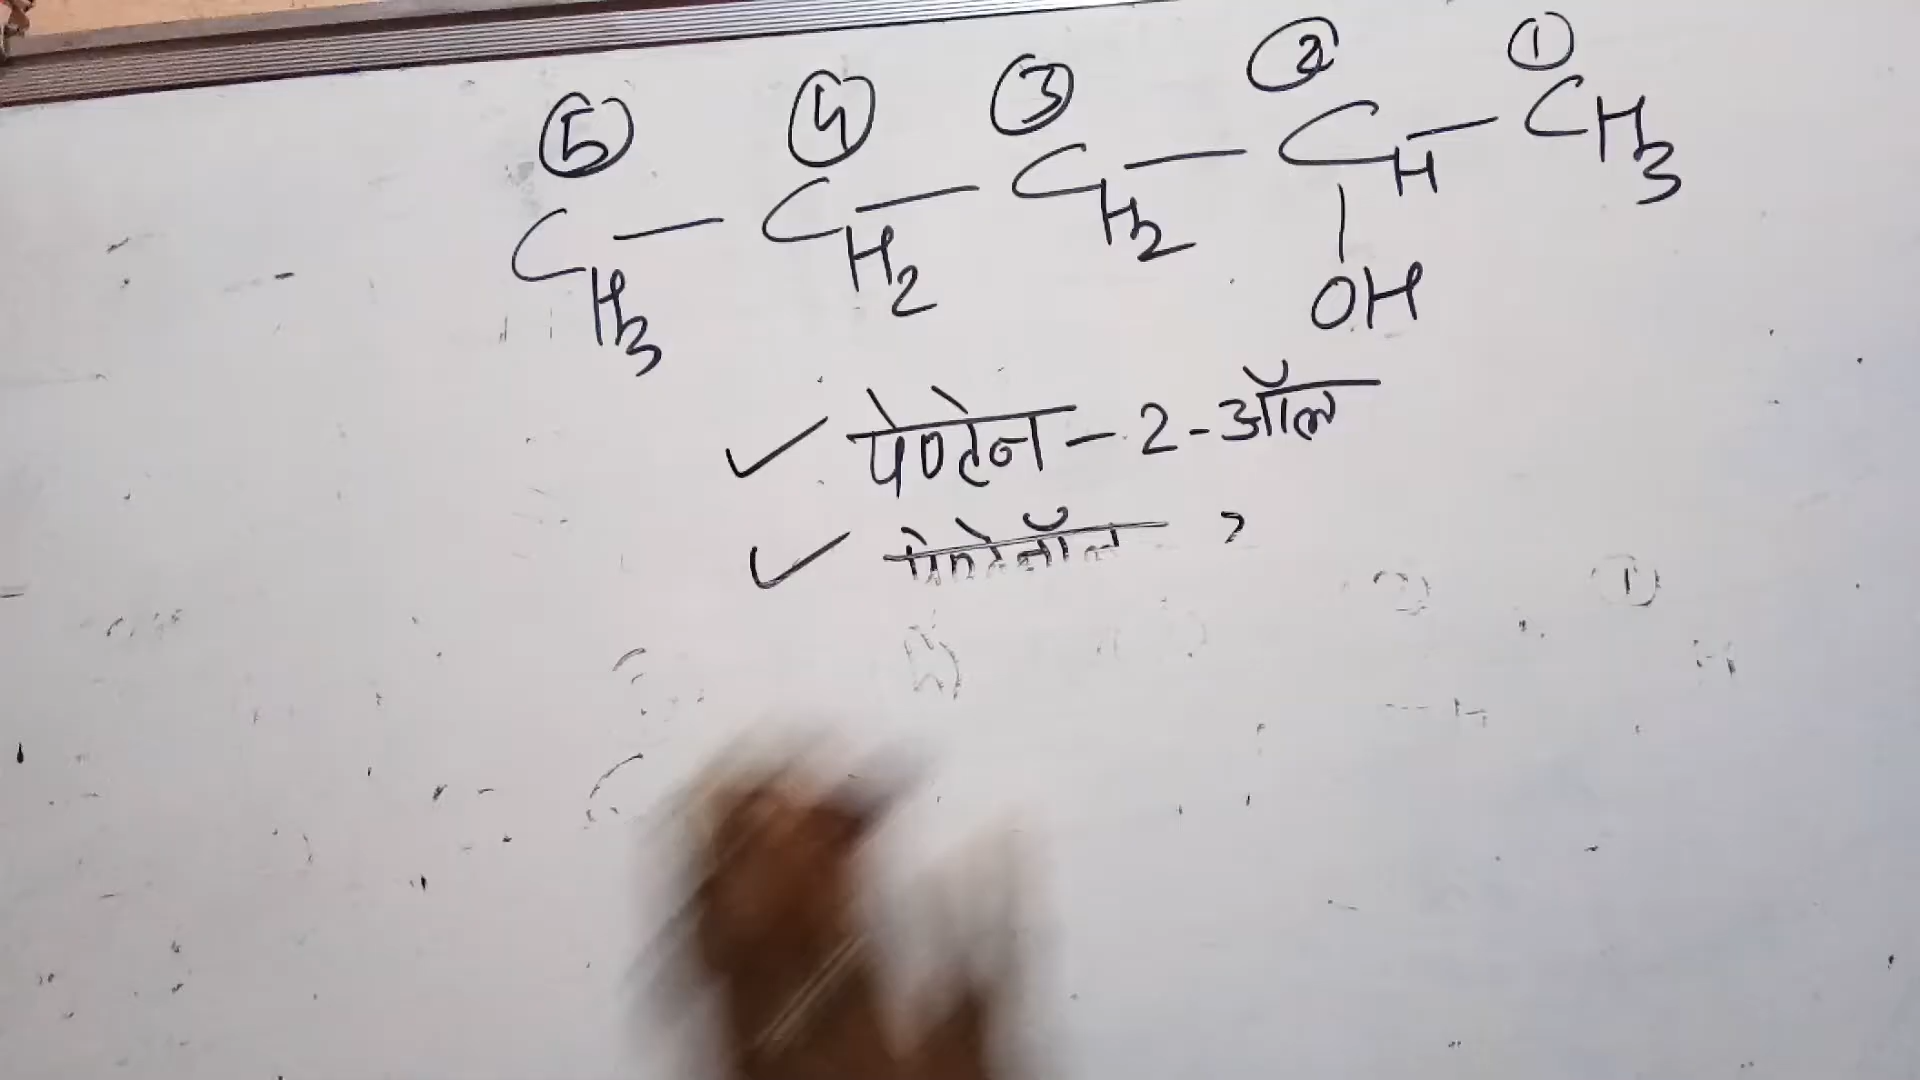 ⑤ ④ ③ ② ①
CH3 — CH2 — CH2 — CH — CH3
|
OH
✓ पेण्टेन – 2 - ऑल
✓ पेण्टेनॉल